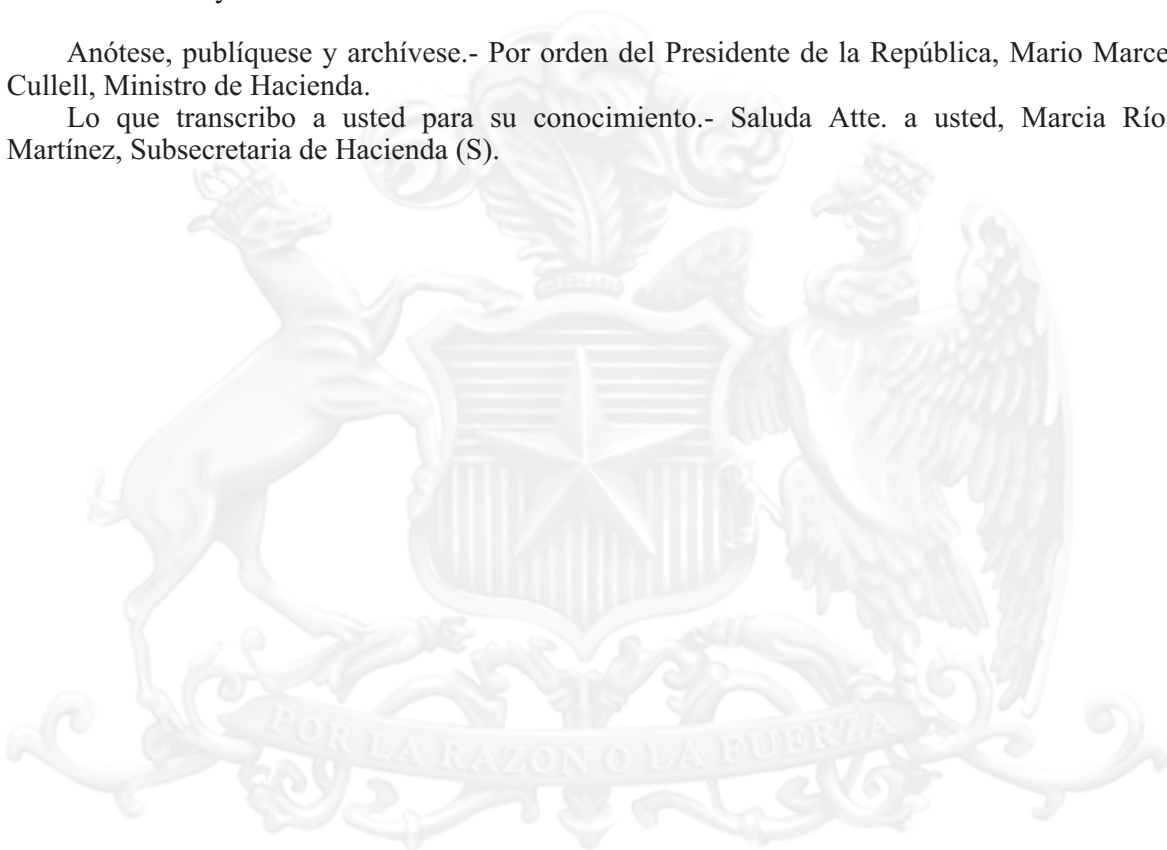 Anótese, publíquese y archívese.- Por orden del Presidente de la República, Mario Marce
Cullell, Ministro de Hacienda.
Lo que transcribo a usted para su conocimiento.- Saluda Atte. a usted, Marcia Río
Martínez, Subsecretaria de Hacienda (S).
POR LA RAZON O LA FUERZA